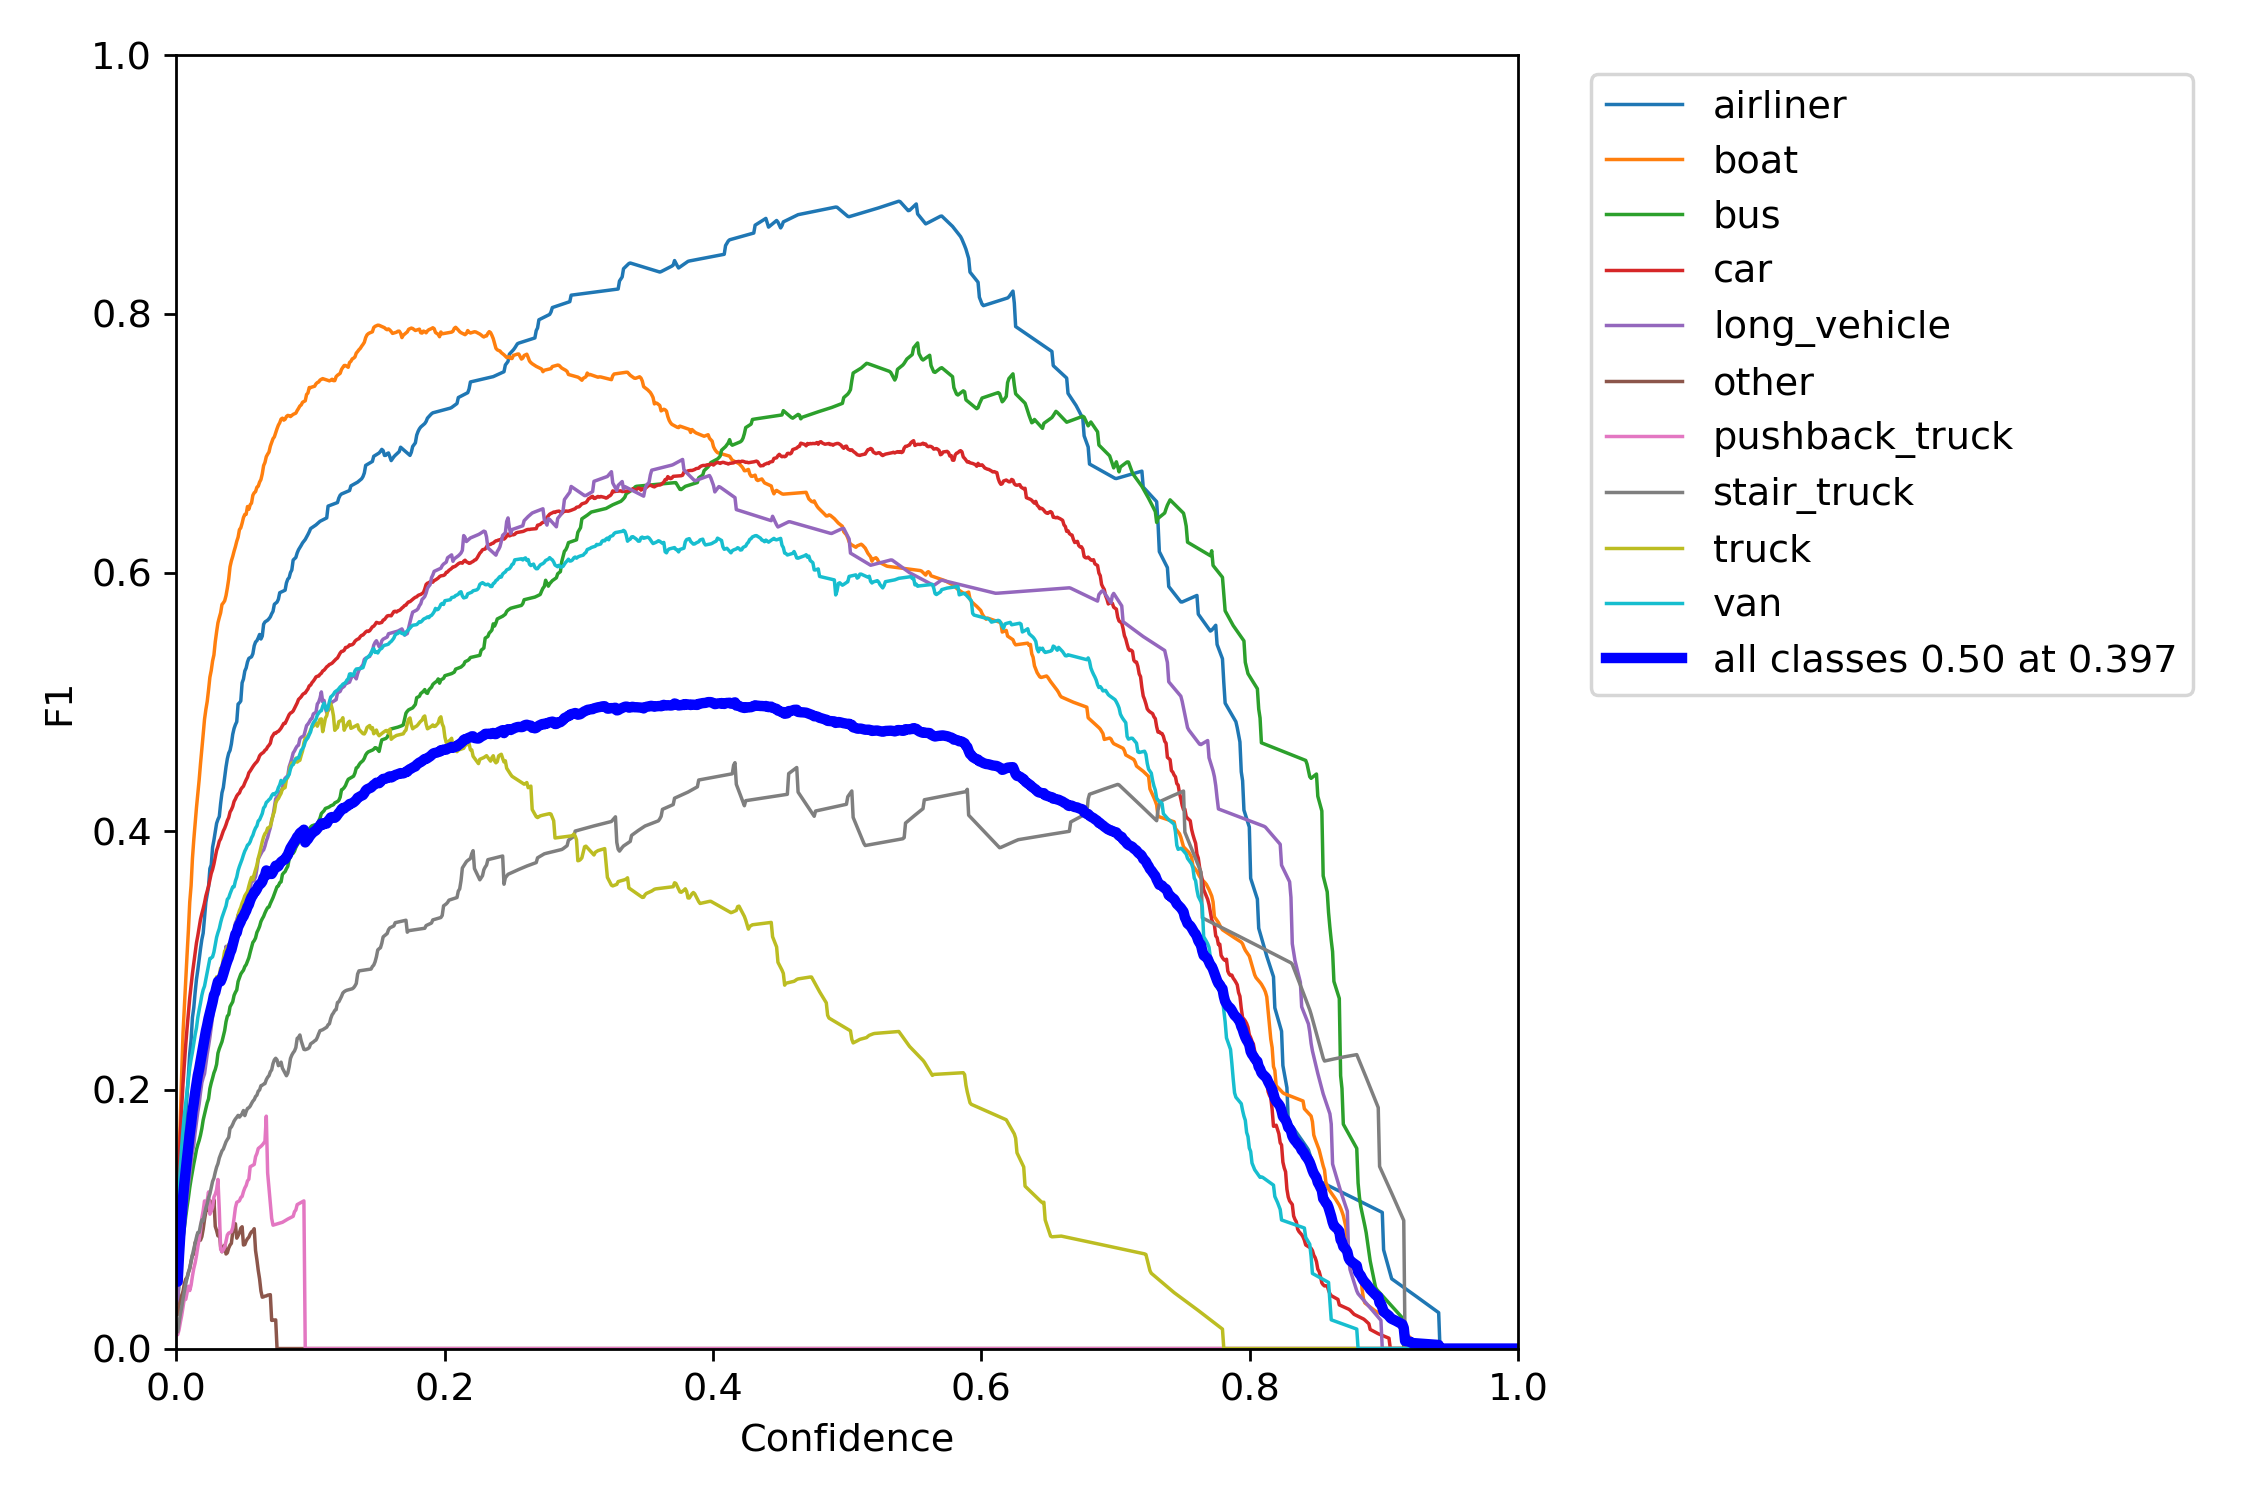 1.0
0.8
0.6
0.4
0.2
0.0
F1
0.0 0.2 0.4 0.6 0.8 1.0
Confidence
airliner
boat
bus
car
long_vehicle
other
pushback_truck
stair_truck
truck
van
all classes 0.50 at 0.397